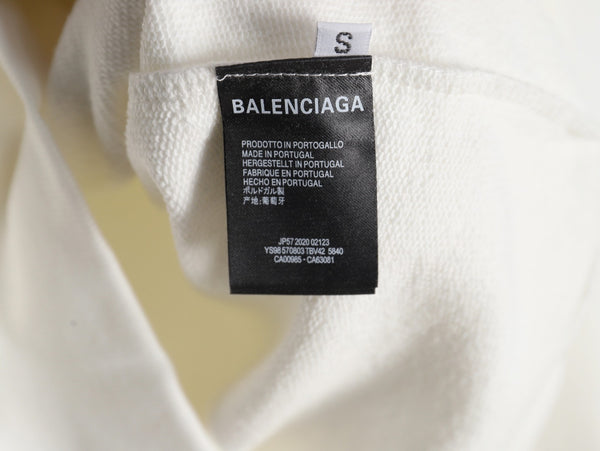 S
BALENCIAGA
PRODOTTO IN PORTOGALLO
MADE IN PORTUGAL
HERGESTELLT IN PORTUGAL
FABRIQUE EN PORTUGAL
HECHO EN PORTUGAL
ポルトガル製
产地:葡萄牙
JP57 2020 02123
YS98 570803 TBV42 5840
CA00985 - CA63081